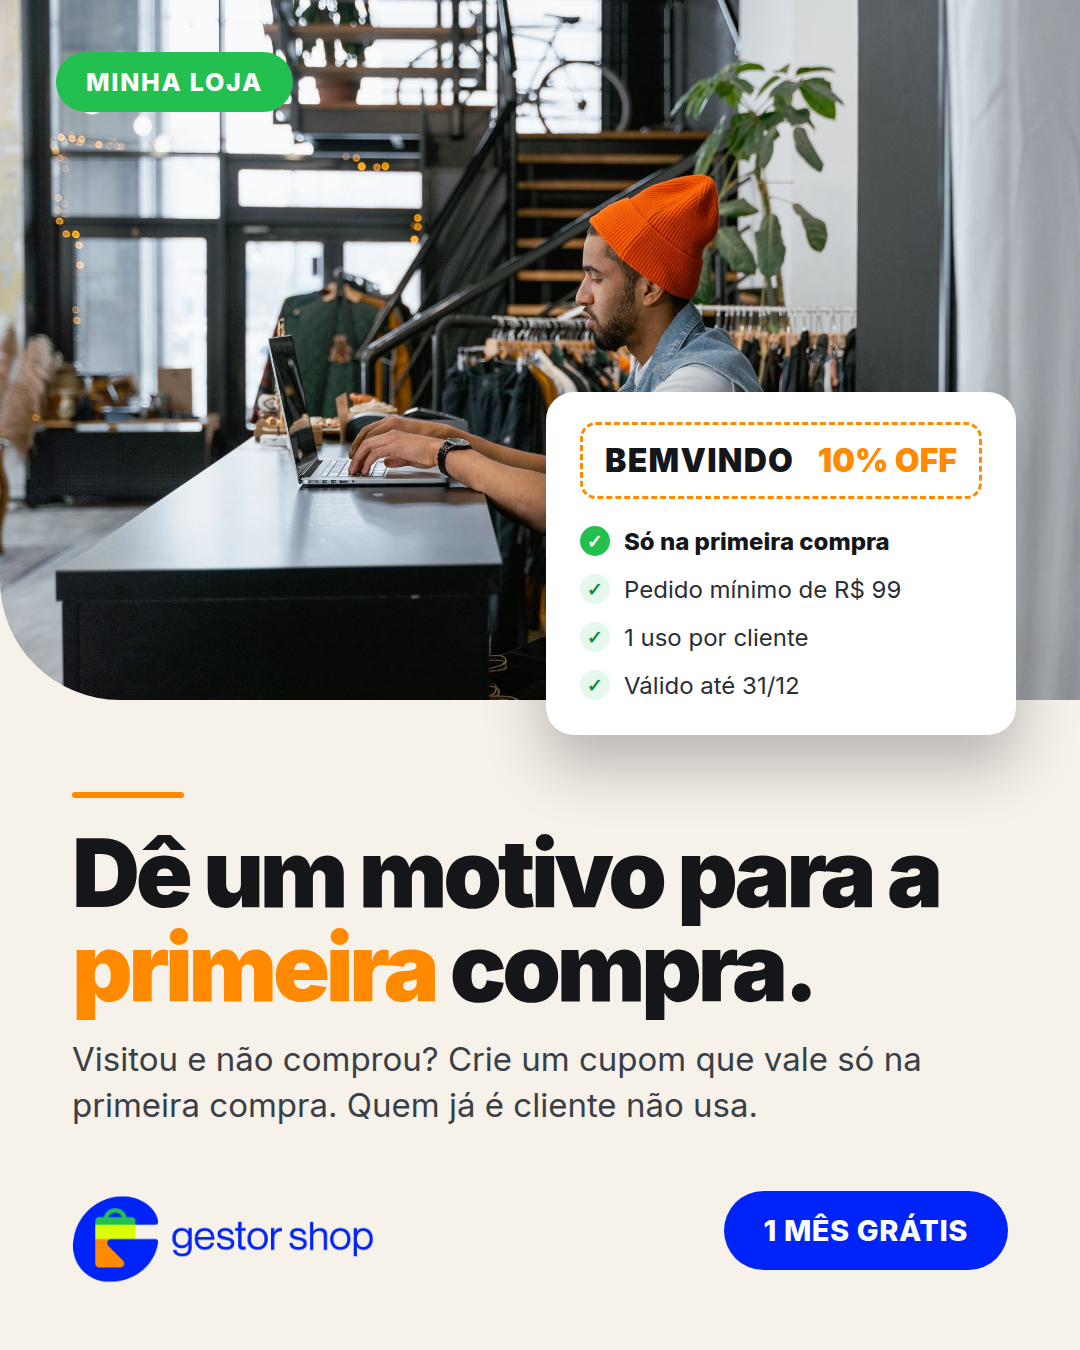 MINHA LOJA
BEMVINDO 10% OFF
Só na primeira compra
Pedido mínimo de R$ 99
1 uso por cliente
Válido até 31/12
Dê um motivo para a
primeira compra.
Visitou e não comprou? Crie um cupom que vale só na
primeira compra. Quem já é cliente não usa.
gestor shop
1 MÊS GRÁTIS